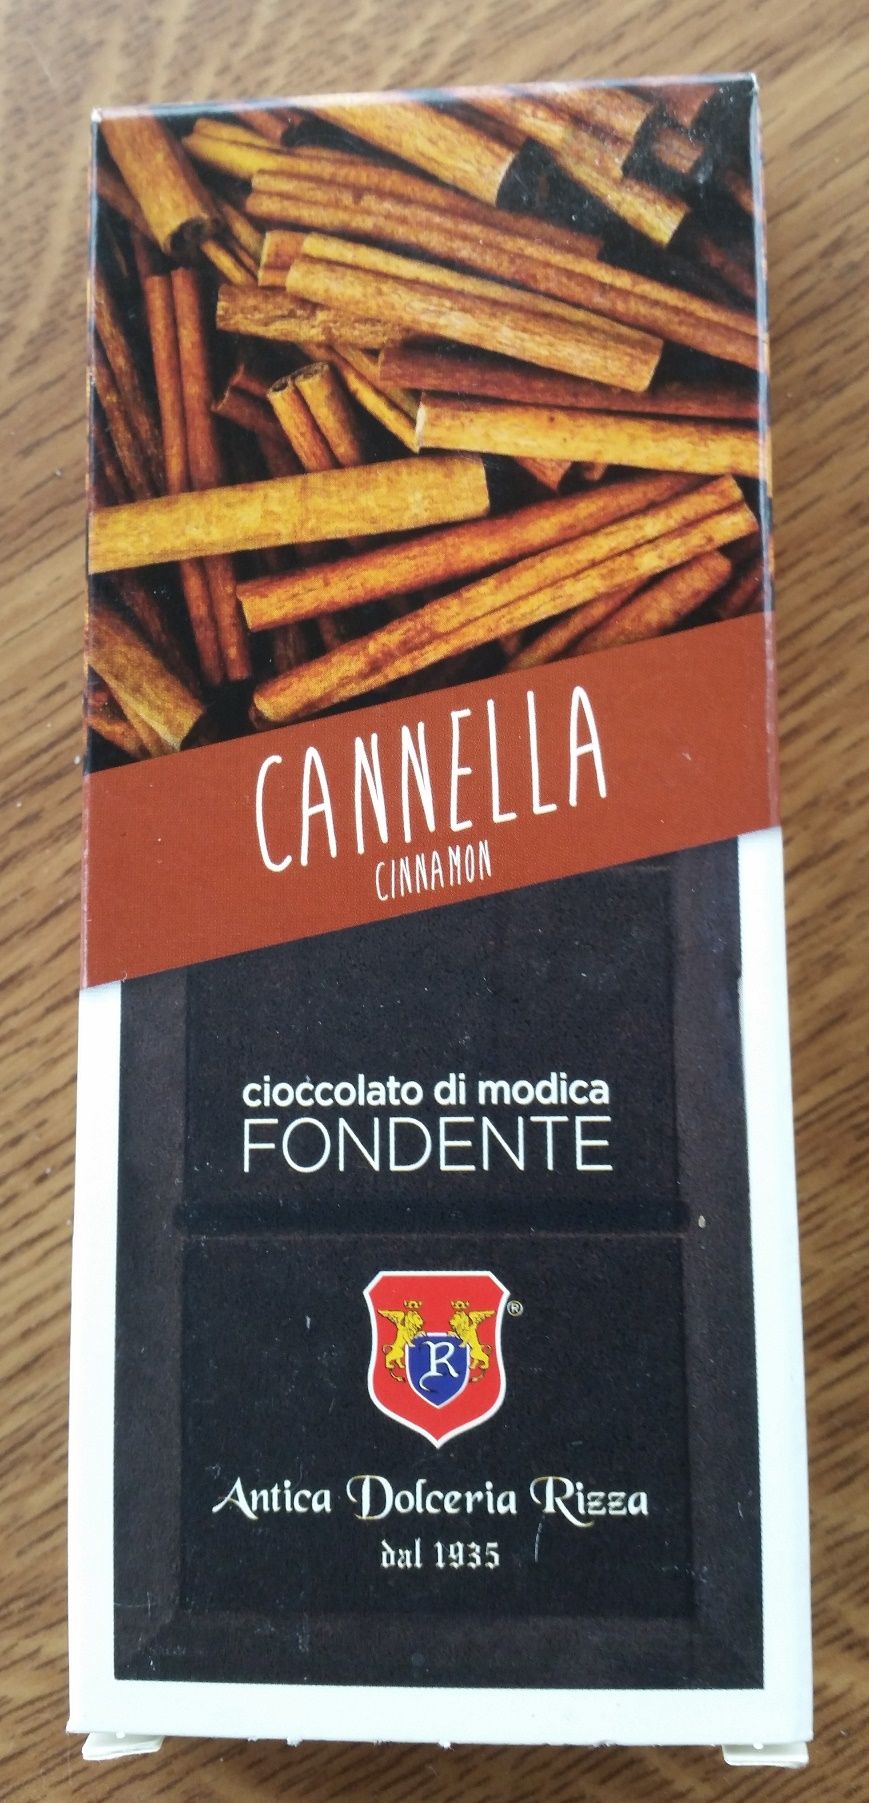 CANNELLA
CINNAMON
cioccolato di modica
FONDENTE
R
®
Antica Dolceria Rizza
dal 1935